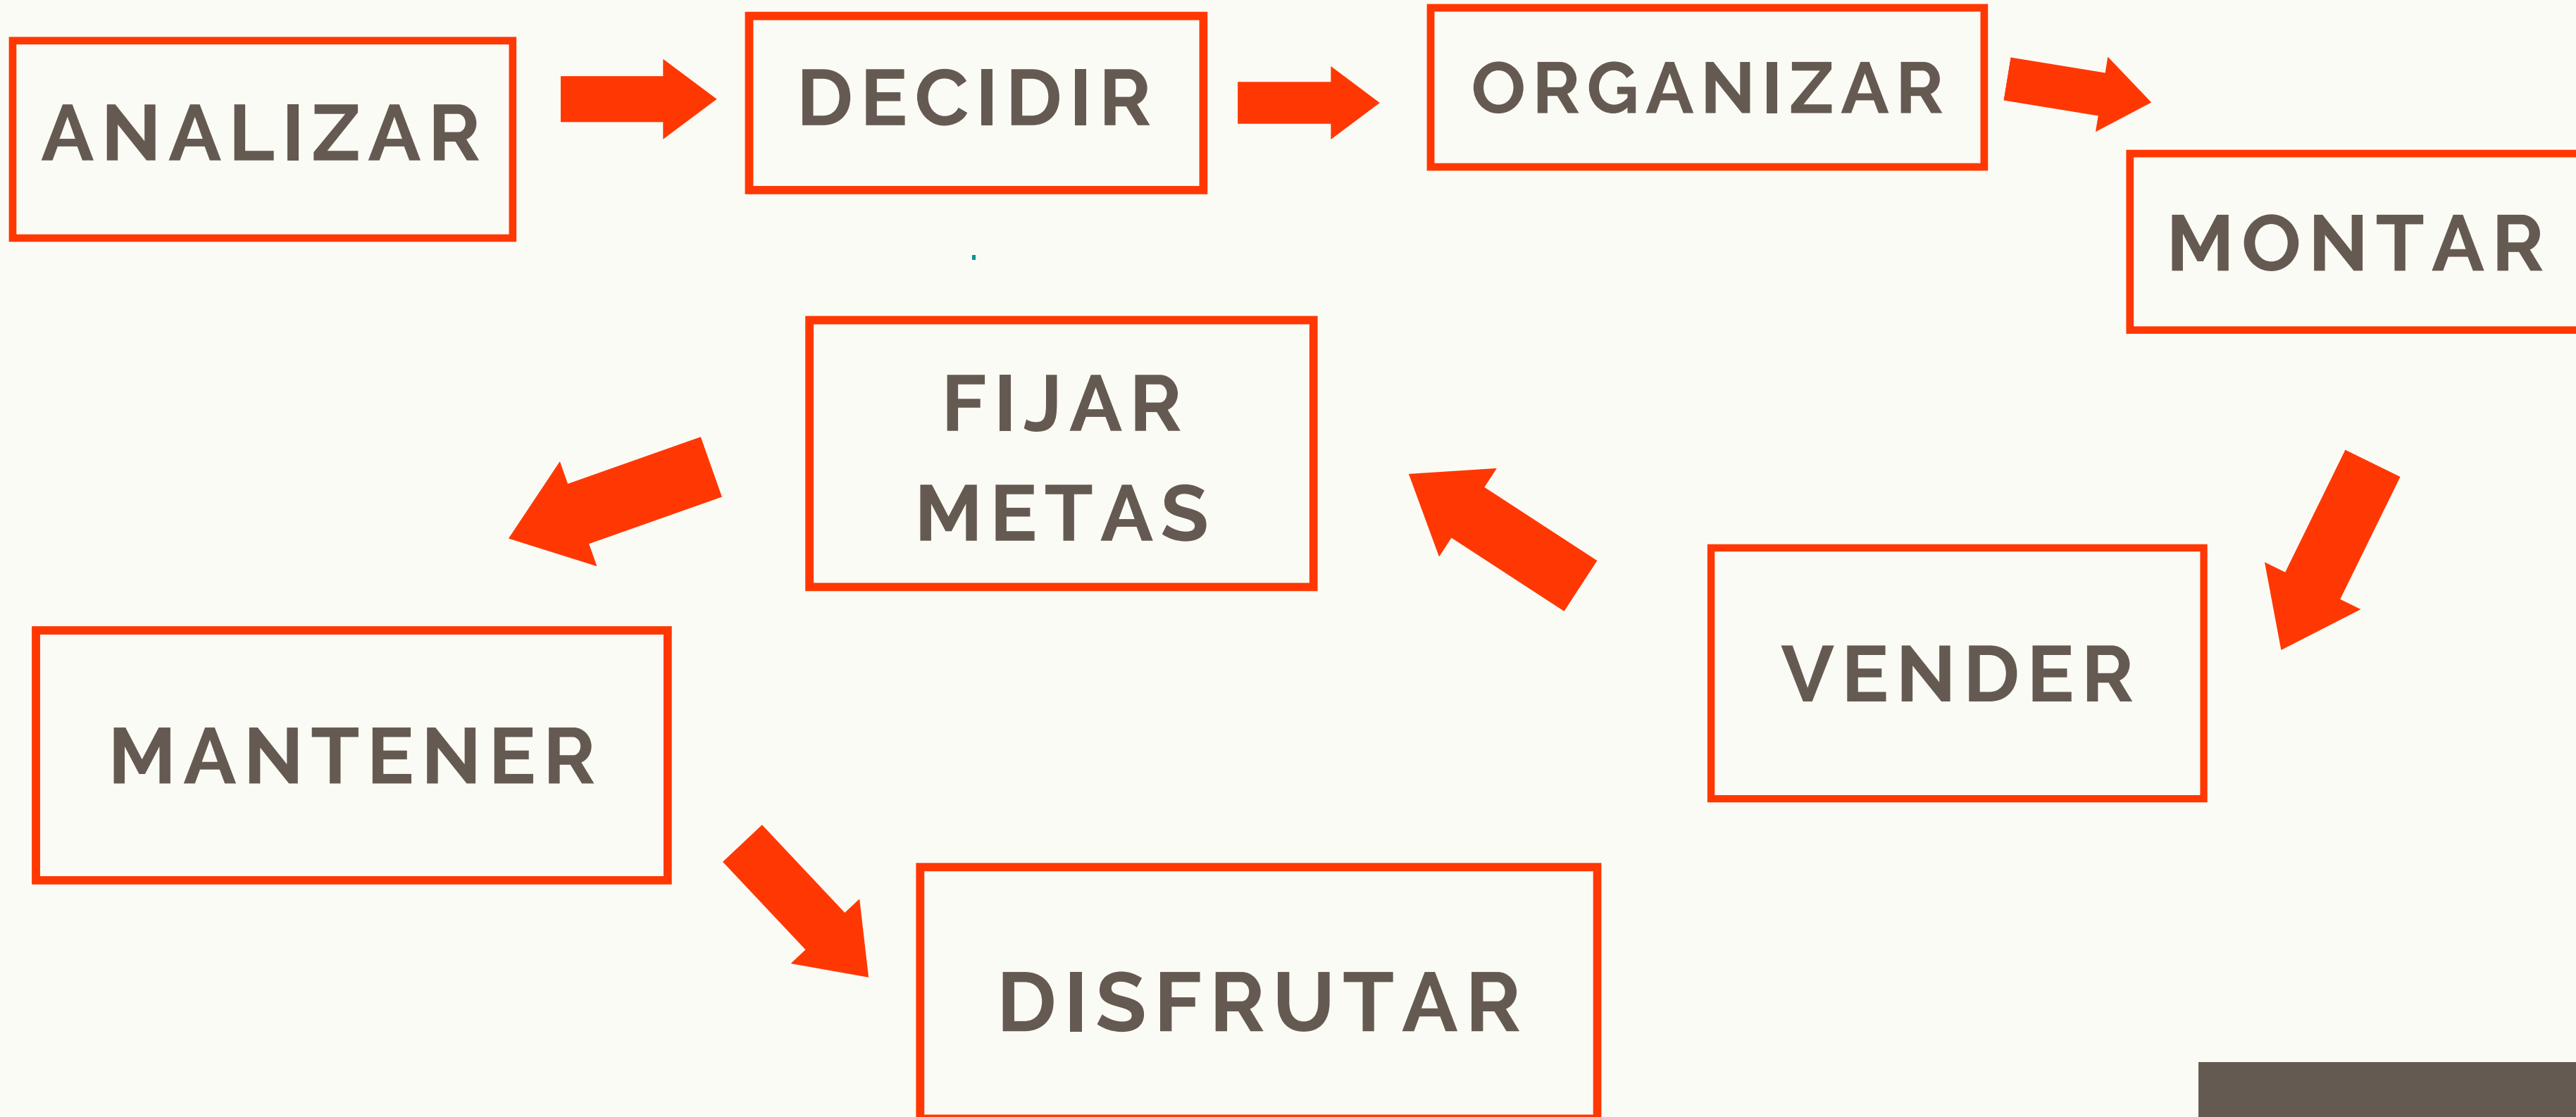 ANALIZAR
DECIDIR
ORGANIZAR
MONTAR
VENDER
FIJAR
METAS
MANTENER
DISFRUTAR